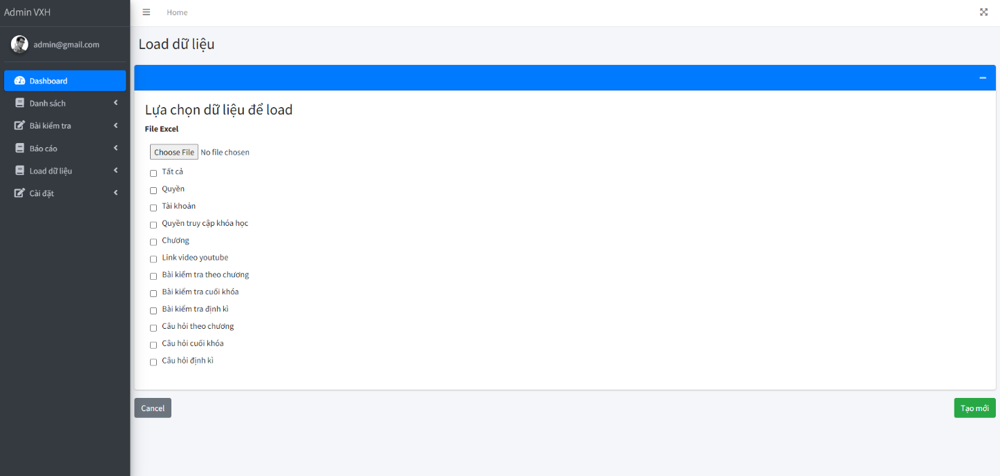 Admin VXH
Home
admin@gmail.com
Dashboard
Danh sách
Bài kiểm tra
Báo cáo
Load dữ liệu
Cài đặt
Load dữ liệu
Lựa chọn dữ liệu để load
File Excel
Choose File No file chosen
Tất cả
Quyền
Tài khoản
Quyền truy cập khóa học
Chương
Link video youtube
Bài kiểm tra theo chương
Bài kiểm tra cuối khóa
Bài kiểm tra định kì
Câu hỏi theo chương
Câu hỏi cuối khóa
Câu hỏi định kì
Cancel
Tạo mới